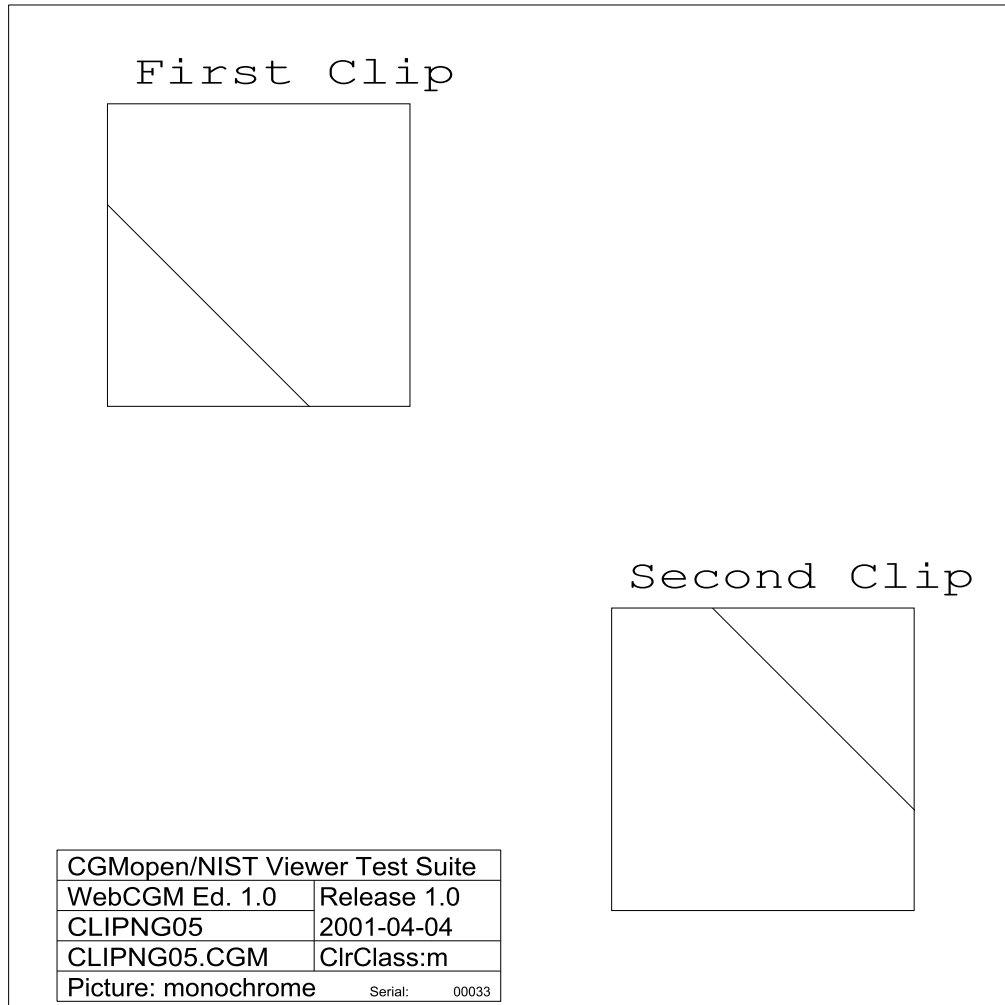 First Clip
Second Clip
CGMopen/NIST Viewer Test Suite
WebCGM Ed. 1.0 Release 1.0
CLIPNG05 2001-04-04
CLIPNG05.CGM ClrClass:m
Picture: monochrome Serial: 00033